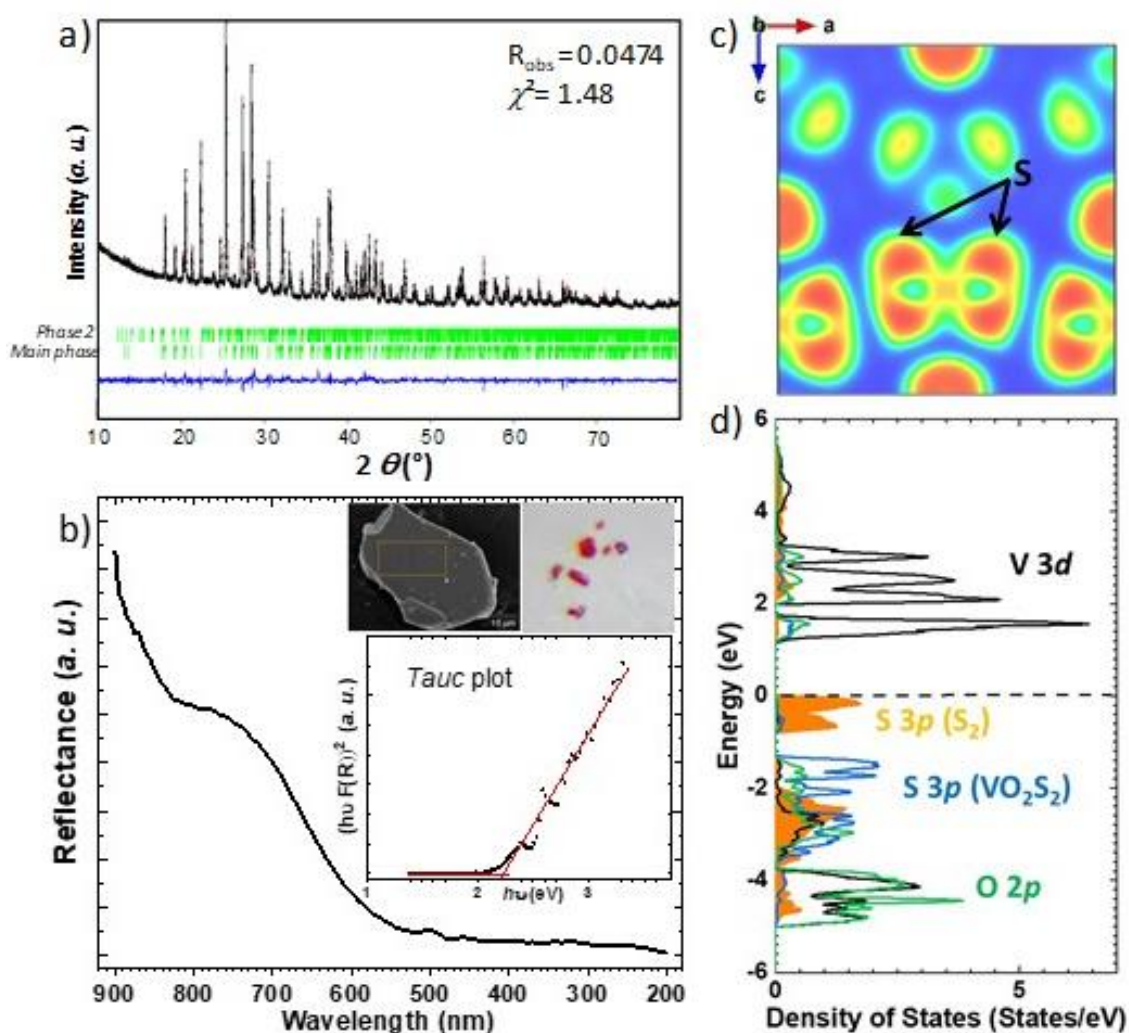 a)
R_obs = 0.0474
χ² = 1.48
Intensity (a. u.)
Phase 2
Main phase
10 20 30 40 50 60 70
2 θ(°)
b)
Reflectance (a. u.)
Tauc plot
(hυ F(R))² (a. u.)
1 2 3
hυ (eV)
900 800 700 600 500 400 300 200
Wavelength (nm)
c)
b a
c
S
d)
6
4
2
0
-2
-4
-6
Energy (eV)
V 3d
S 3p (S₂)
S 3p (VO₂S₂)
O 2p
0 5
Density of States (States/eV)